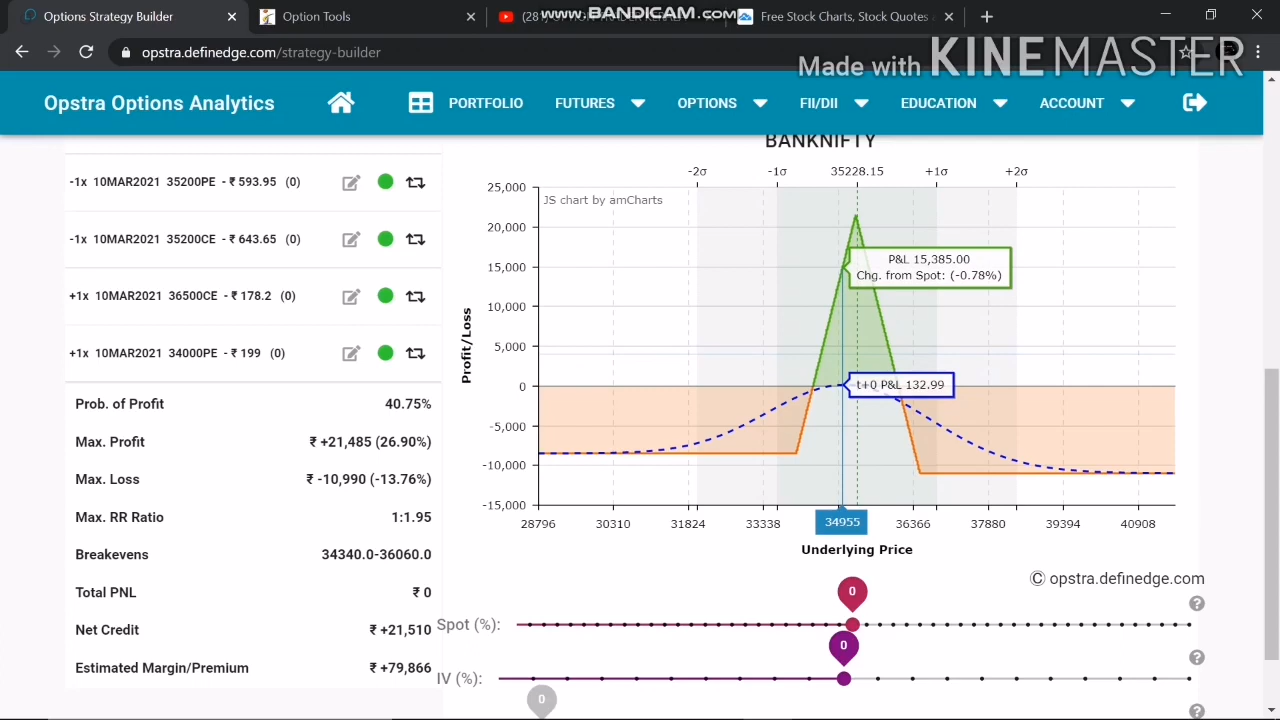 Options Strategy Builder
Option Tools
(28
www.BANDICAM.com
Free Stock Charts, Stock Quotes
opstra.definedge.com/strategy-builder
Made with KINEMASTER
Opstra Options Analytics
PORTFOLIO
FUTURES
OPTIONS
FII/DII
EDUCATION
ACCOUNT
BANKNIFTY
-1x 10MAR2021 35200PE - ₹ 593.95 (0)
-1x 10MAR2021 35200CE - ₹ 643.65 (0)
+1x 10MAR2021 36500CE - ₹ 178.2 (0)
+1x 10MAR2021 34000PE - ₹ 199 (0)
Prob. of Profit 40.75%
Max. Profit ₹ +21,485 (26.90%)
Max. Loss ₹ -10,990 (-13.76%)
Max. RR Ratio 1:1.95
Breakevens 34340.0-36060.0
Total PNL ₹ 0
Net Credit ₹ +21,510
Estimated Margin/Premium ₹ +79,866
-2σ -1σ 35228.15 +1σ +2σ
JS chart by amCharts
25,000
20,000
15,000
10,000
5,000
0
-5,000
-10,000
-15,000
Profit/Loss
P&L 15,385.00
Chg. from Spot: (-0.78%)
t+0 P&L 132.99
28796 30310 31824 33338 34955 36366 37880 39394 40908
Underlying Price
© opstra.definedge.com
0
Spot (%):
0
IV (%):
0